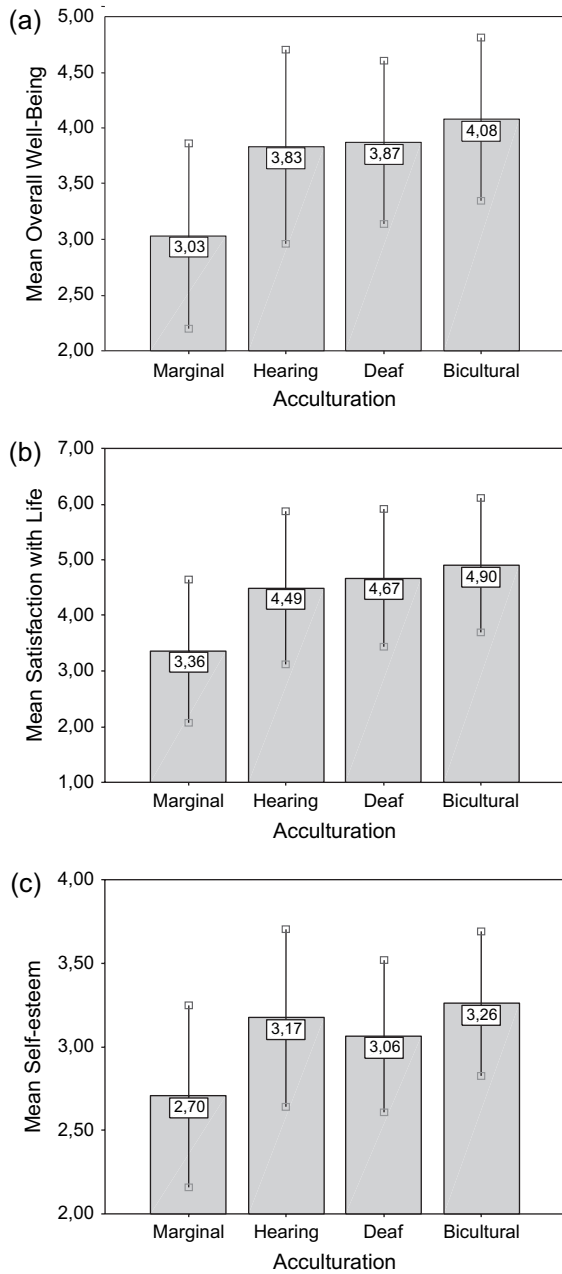 (a)
Mean Overall Well-Being
5,00
4,50
4,00
3,50
3,00
2,50
2,00
3,03
3,83
3,87
4,08
Marginal Hearing Deaf Bicultural
Acculturation
(b)
Mean Satisfaction with Life
7,00
6,00
5,00
4,00
3,00
2,00
1,00
3,36
4,49
4,67
4,90
Marginal Hearing Deaf Bicultural
Acculturation
(c)
Mean Self-esteem
4,00
3,50
3,00
2,50
2,00
2,70
3,17
3,06
3,26
Marginal Hearing Deaf Bicultural
Acculturation